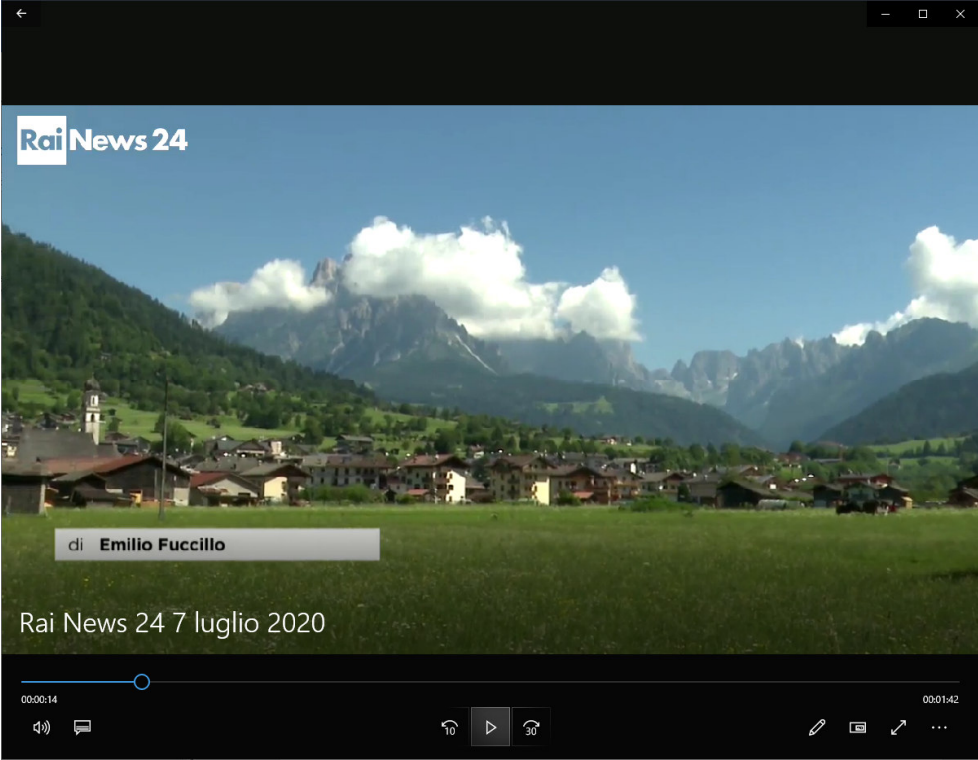 Rai News 24
di Emilio Fuccillo
Rai News 24 7 luglio 2020
00:00:14
00:01:42
10
30